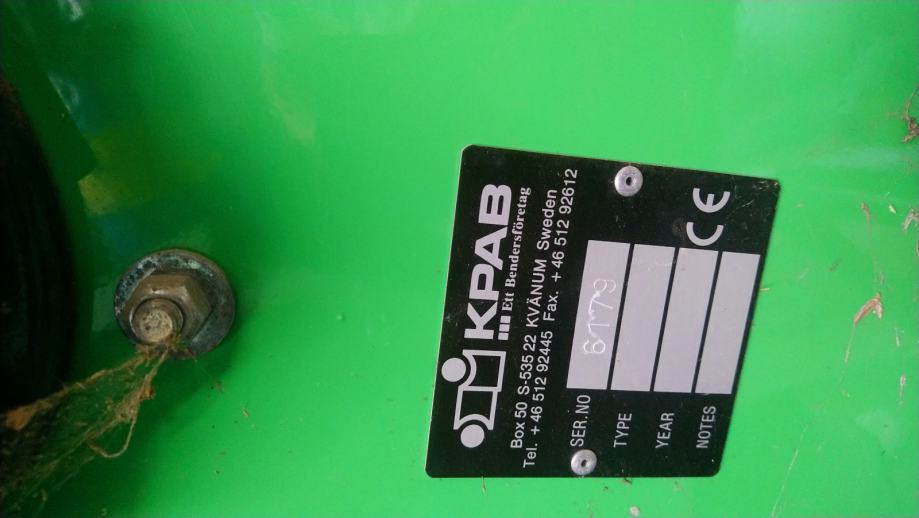 KPAB
Ett Bendersföretag
Box 50 S-535 22 KVÄNUM Sweden
Tel. +46 512 92445 Fax. +46 512 92612
SER.NO 6179
TYPE
YEAR
NOTES
CE